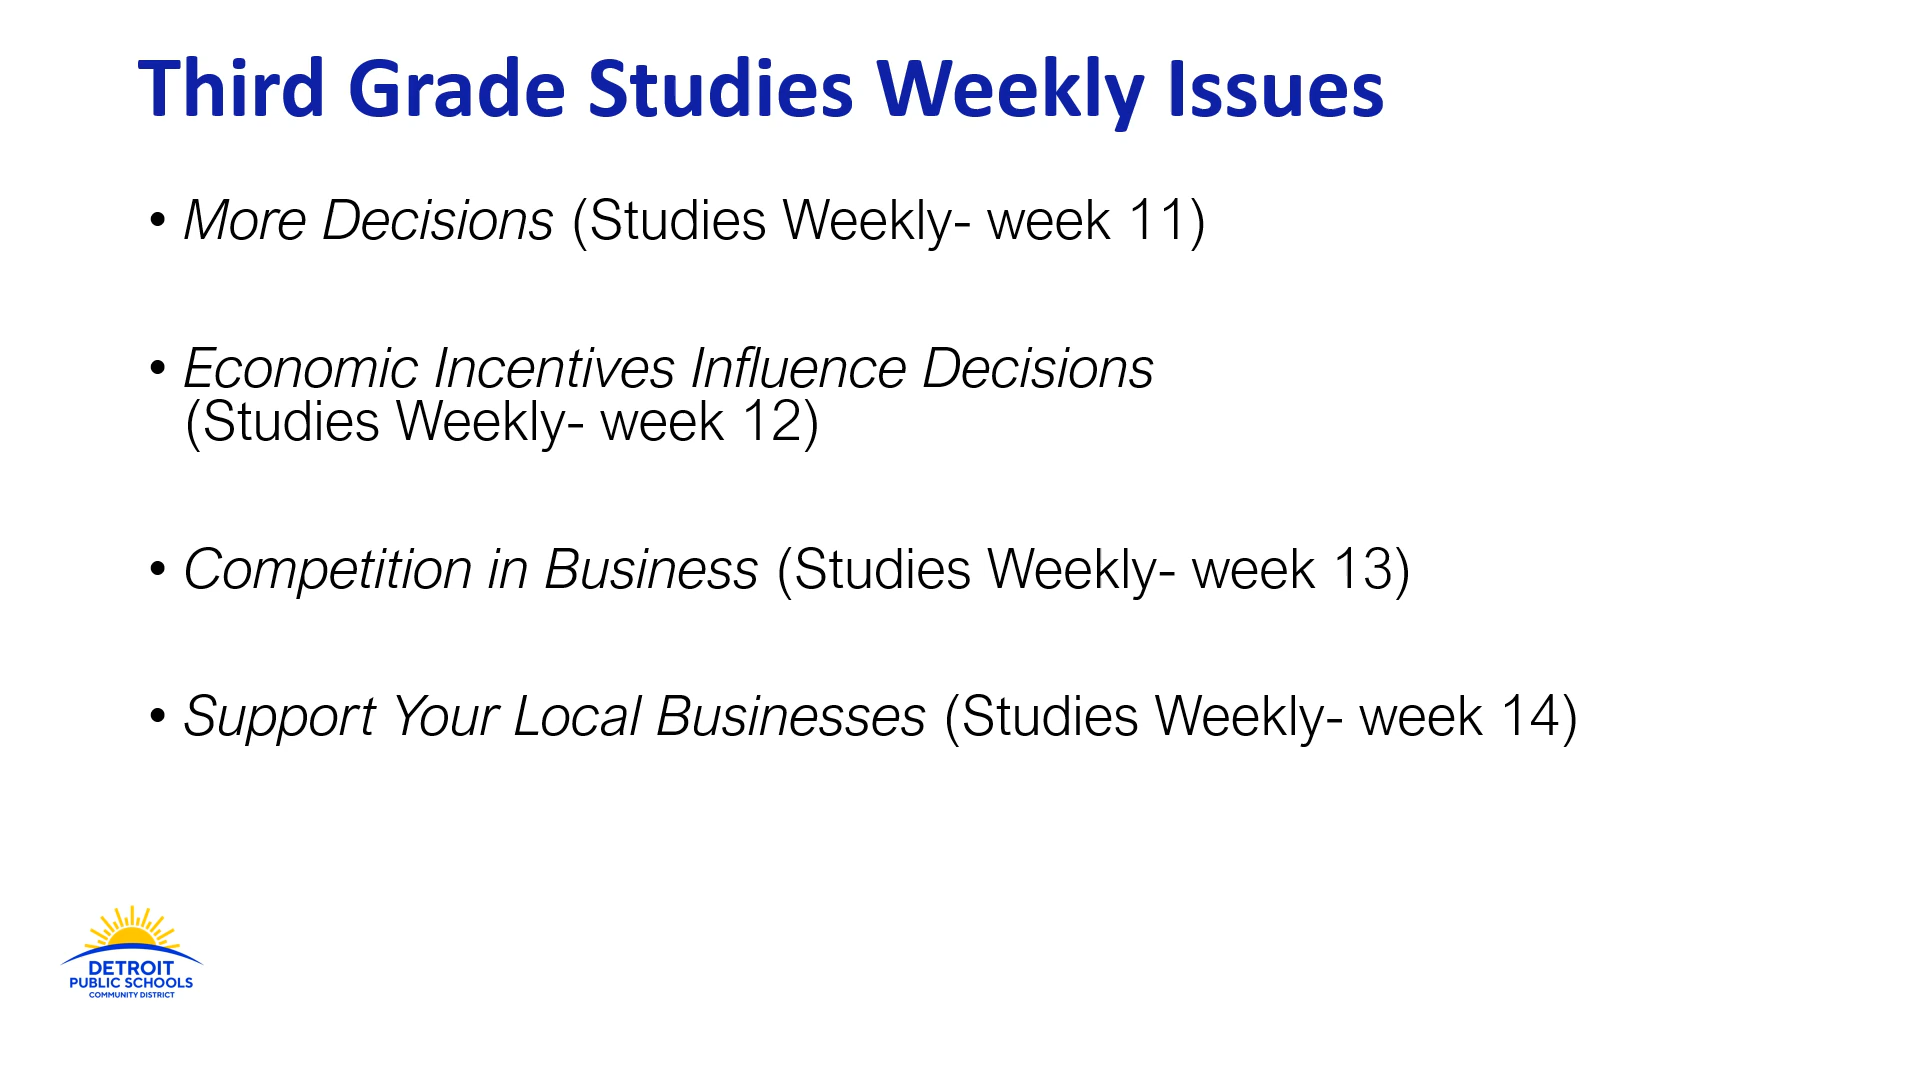 Third Grade Studies Weekly Issues
• More Decisions (Studies Weekly- week 11)
• Economic Incentives Influence Decisions
(Studies Weekly- week 12)
• Competition in Business (Studies Weekly- week 13)
• Support Your Local Businesses (Studies Weekly- week 14)
DETROIT
PUBLIC SCHOOLS
COMMUNITY DISTRICT